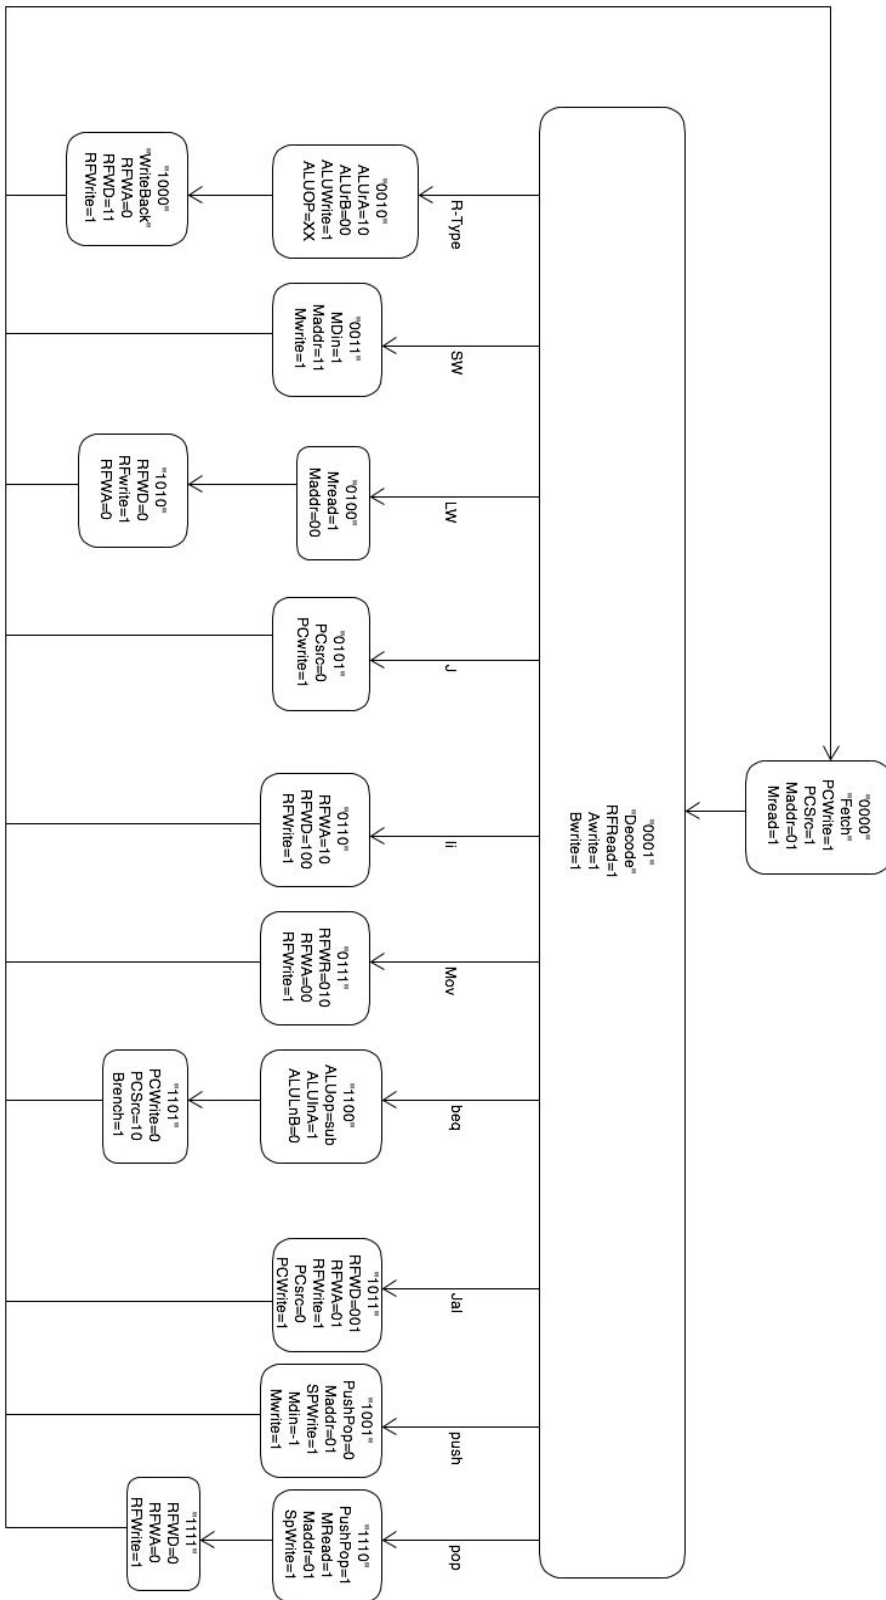 "0000"
"Fetch"
PCWrite=1
PCSrc=1
Maddr=01
Mread=1
"0001"
"Decode"
RFRead=1
Awrite=1
Bwrite=1
R-Type
SW
LW
J
li
Mov
beq
Jal
push
pop
"0010"
ALUrA=10
ALUrB=00
ALUWrite=1
ALUOP=XX
"0011"
MDin=1
Maddr=11
Mwrite=1
"0100"
Mread=1
Maddr=00
"0101"
PCsrc=0
PCwrite=1
"0110"
RFWA=10
RFWD=100
RFWrite=1
"0111"
RFWR=010
RFWA=00
RFWrite=1
"1100"
ALUop=sub
ALUInA=1
ALULnB=0
"1011"
RFWD=001
RFWA=01
RFWrite=1
PCsrc=0
PCWrite=1
"1001"
PushPop=0
Maddr=01
SPWrite=1
Mdin=-1
Mwrite=1
"1110"
PushPop=1
MRead=1
Maddr=01
SpWrite=1
"1000"
"WriteBack"
RFWA=0
RFWD=11
RFWrite=1
"1010"
RFWD=0
RFwrite=1
RFWA=0
"1101"
PCWrite=0
PCSrc=10
Brench=1
"1111"
RFWD=0
RFWA=0
RFWrite=1